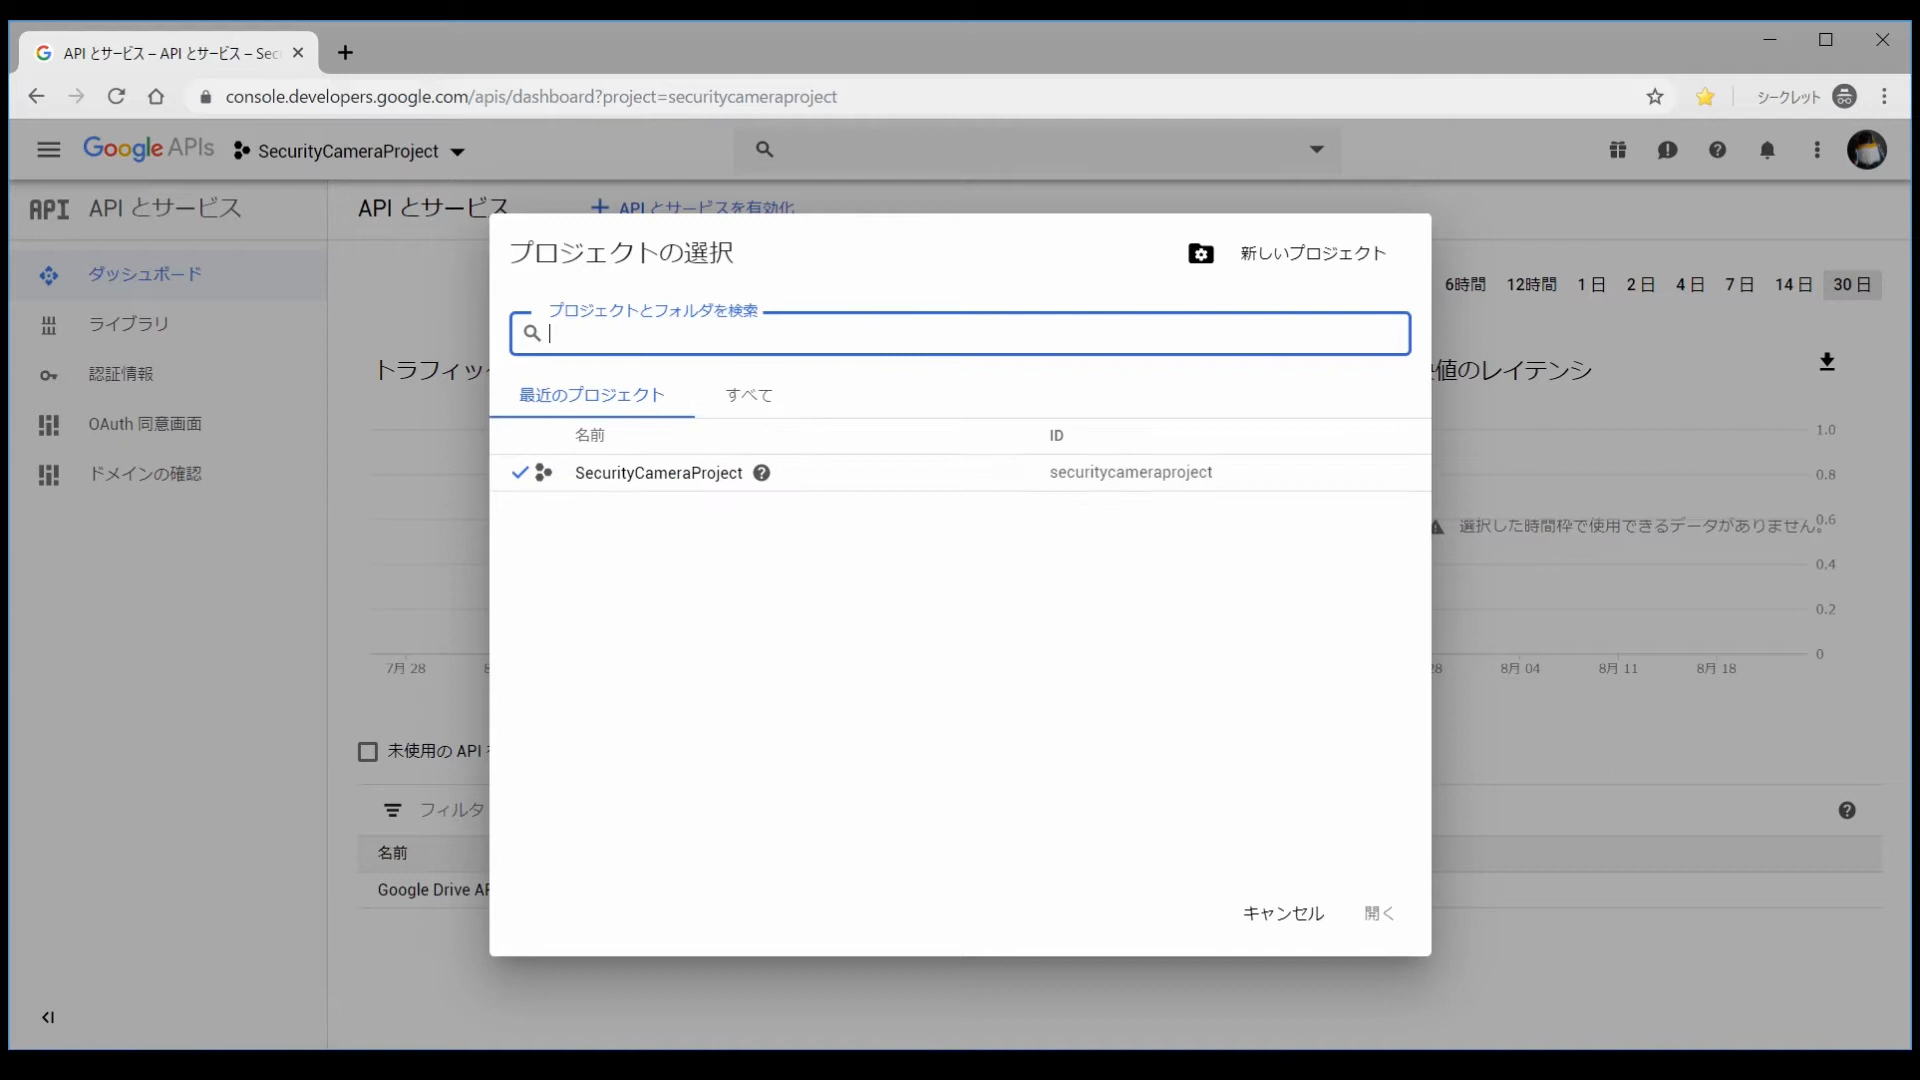 API とサービス – API とサービス – Sec
console.developers.google.com/apis/dashboard?project=securitycameraproject
シークレット
Google APIs
SecurityCameraProject
API API とサービス
API とサービス
+ API とサービスを有効化
ダッシュボード
ライブラリ
認証情報
OAuth 同意画面
ドメインの確認
プロジェクトの選択
新しいプロジェクト
プロジェクトとフォルダを検索
最近のプロジェクト すべて
名前 ID
SecurityCameraProject securitycameraproject
キャンセル 開く
6時間 12時間 1 日 2 日 4 日 7 日 14 日 30 日
トラフィッ
値のレイテンシ
1.0
0.8
0.6
選択した時間枠で使用できるデータがありません。
0.4
0.2
0
7月 28
28 8月 04 8月 11 8月 18
未使用の API
フィルタ
名前
Google Drive AP